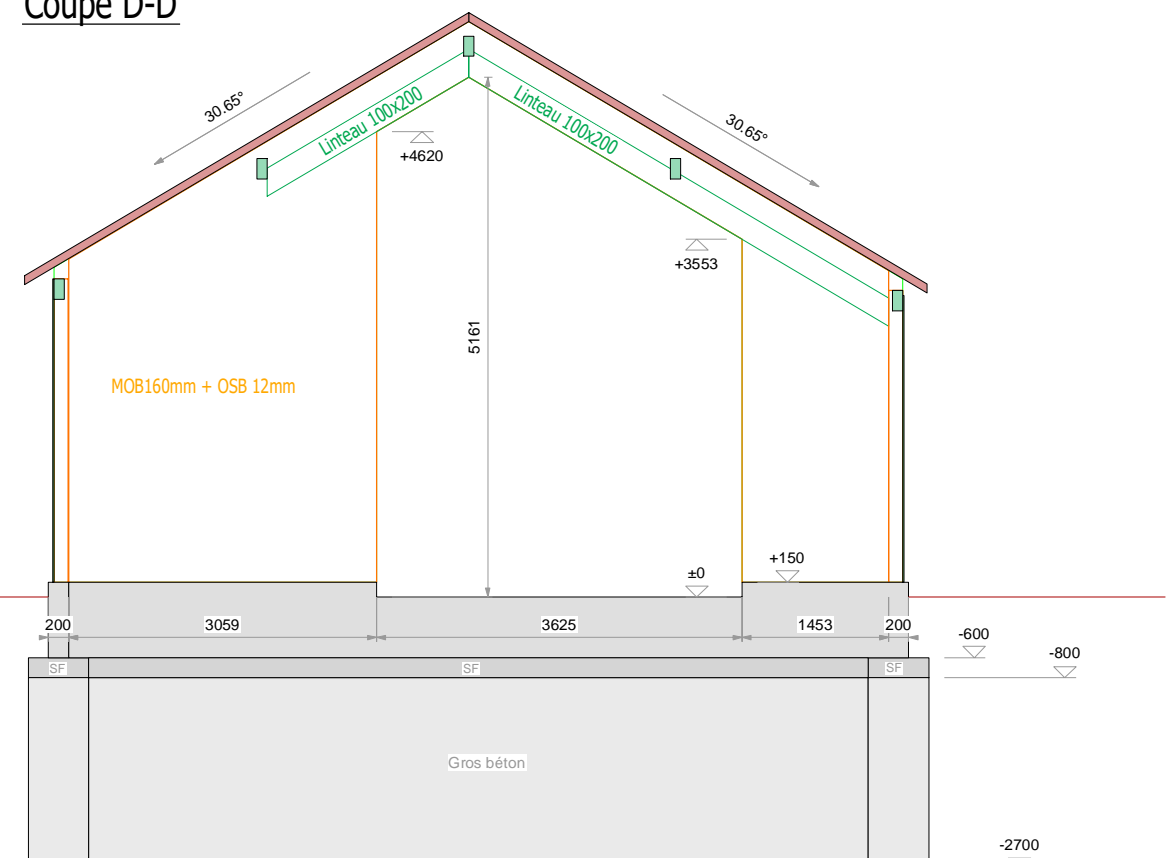 Coupe D-D
30.65°
Linteau 100x200
Linteau 100x200
30.65°
+4620
+3553
5161
MOB160mm + OSB 12mm
+150
±0
200
3059
3625
1453
200
-600
-800
SF
SF
SF
Gros béton
-2700